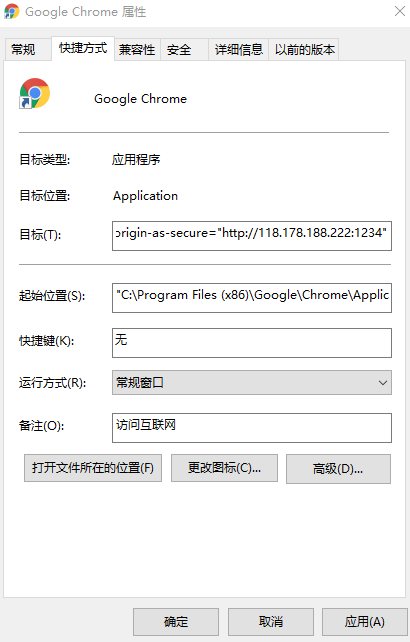 Google Chrome 属性
常规 快捷方式 兼容性 安全 详细信息 以前的版本
Google Chrome
目标类型: 应用程序
目标位置: Application
目标(T): origin-as-secure="http://118.178.188.222:1234"
起始位置(S): "C:\Program Files (x86)\Google\Chrome\Applic
快捷键(K): 无
运行方式(R): 常规窗口
备注(O): 访问互联网
打开文件所在的位置(F) 更改图标(C)... 高级(D)...
确定 取消 应用(A)